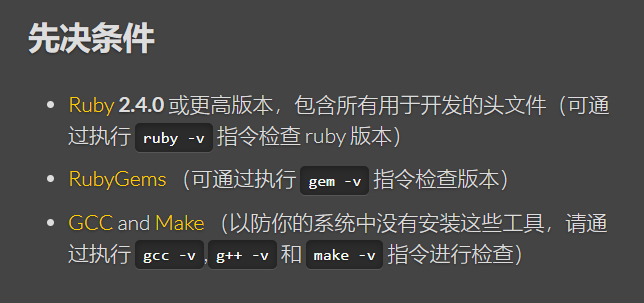 先决条件
Ruby 2.4.0 或更高版本，包含所有用于开发的头文件（可通
过执行 ruby -v 指令检查 ruby 版本）
RubyGems （可通过执行 gem -v 指令检查版本）
GCC and Make （以防你的系统中没有安装这些工具，请通
过执行 gcc -v, g++ -v 和 make -v 指令进行检查）